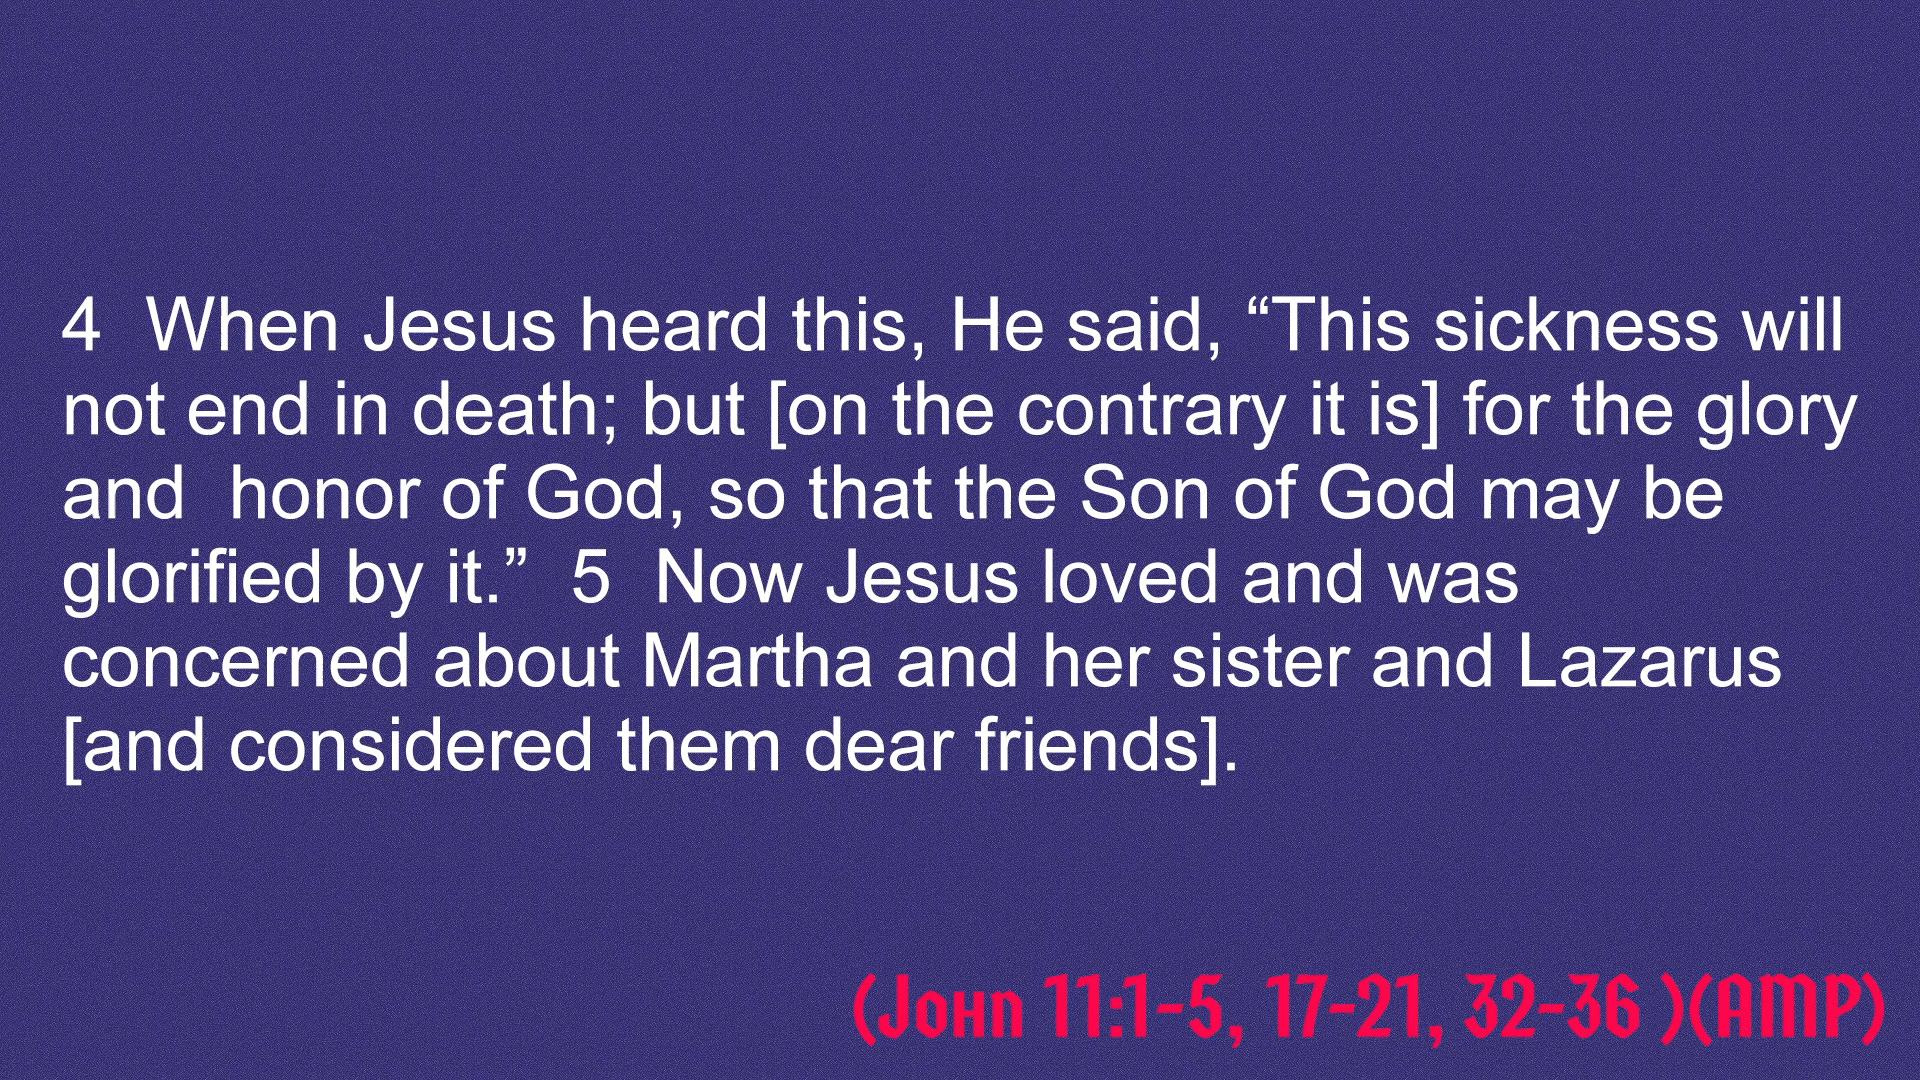 4  When Jesus heard this, He said, “This sickness will
not end in death; but [on the contrary it is] for the glory
and  honor of God, so that the Son of God may be
glorified by it.”  5  Now Jesus loved and was
concerned about Martha and her sister and Lazarus
[and considered them dear friends].
(John 11:1-5, 17-21, 32-36 )(AMP)